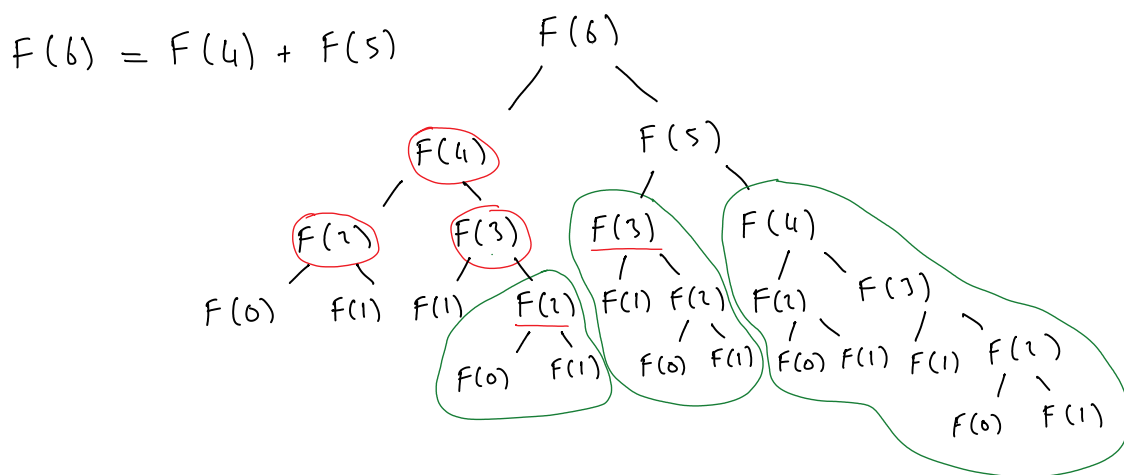 F(6) = F(4) + F(5)
F(6)
F(4) F(5)
F(2) F(3) F(3) F(4)
F(0) F(1) F(1) F(2) F(1) F(2) F(2) F(3)
F(0) F(1) F(0) F(1) F(0) F(1) F(1) F(2)
F(0) F(1)